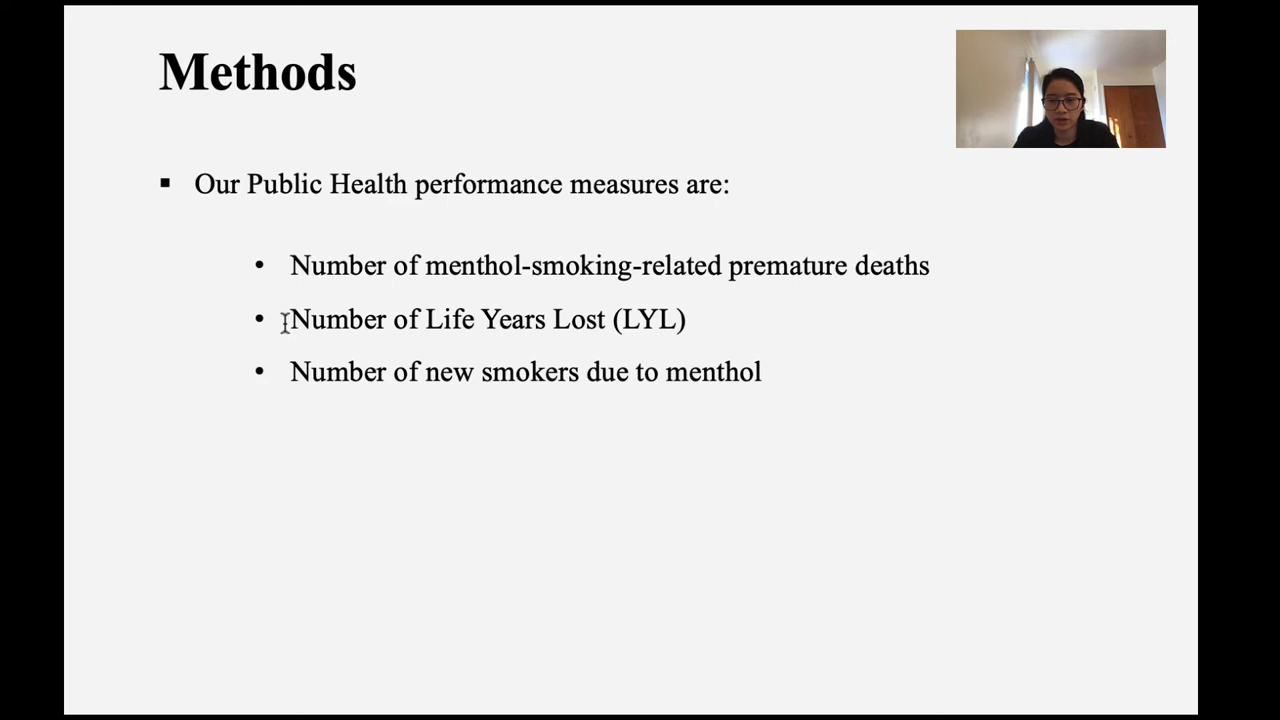 Methods
▪ Our Public Health performance measures are:
• Number of menthol-smoking-related premature deaths
• Number of Life Years Lost (LYL)
• Number of new smokers due to menthol